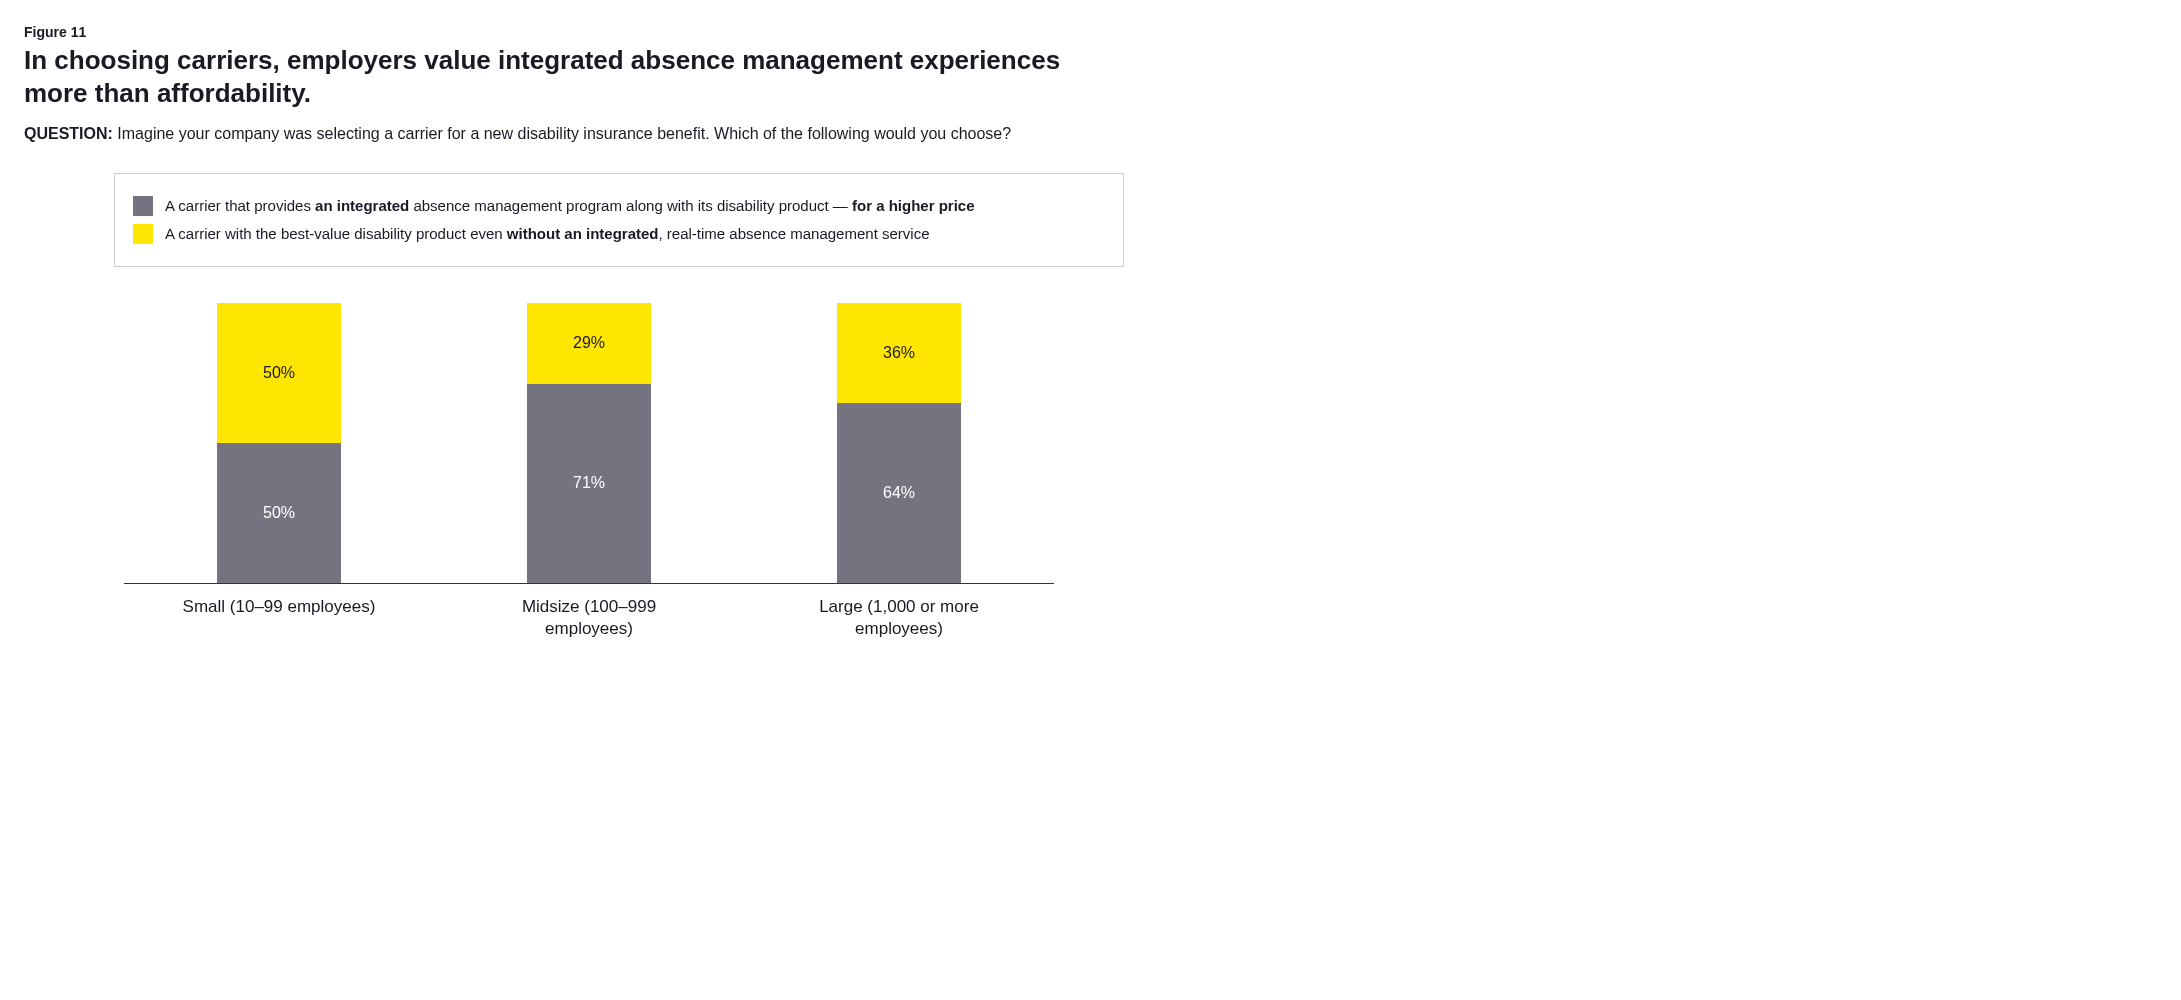 Figure 11
In choosing carriers, employers value integrated absence management experiences
more than affordability.
QUESTION: Imagine your company was selecting a carrier for a new disability insurance benefit. Which of the following would you choose?
A carrier that provides an integrated absence management program along with its disability product — for a higher price
A carrier with the best-value disability product even without an integrated, real-time absence management service
50%
29%
36%
50%
71%
64%
Small (10–99 employees)
Midsize (100–999
employees)
Large (1,000 or more
employees)